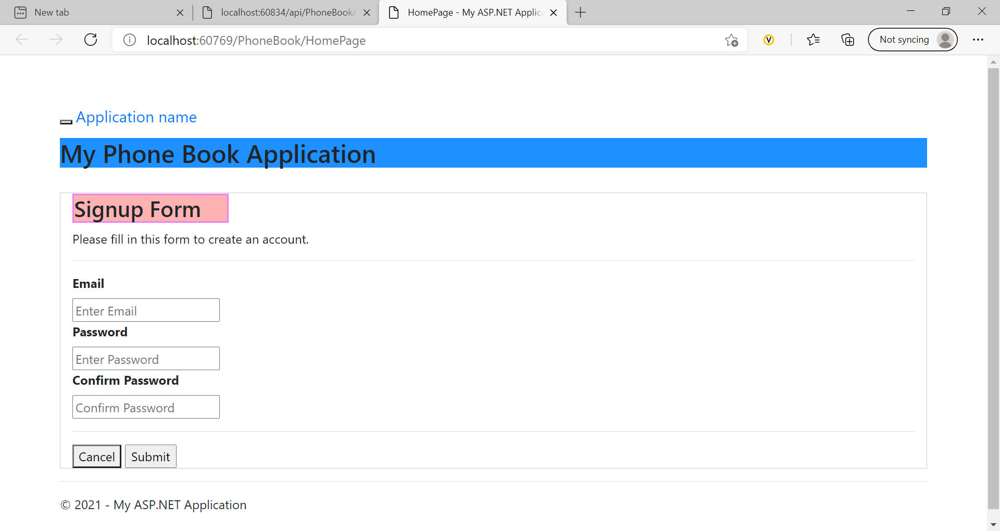 New tab
localhost:60834/api/PhoneBook
HomePage - My ASP.NET Applic
localhost:60769/PhoneBook/HomePage
V
Not syncing
Application name
My Phone Book Application
Signup Form
Please fill in this form to create an account.
Email
Enter Email
Password
Enter Password
Confirm Password
Confirm Password
Cancel Submit
© 2021 - My ASP.NET Application